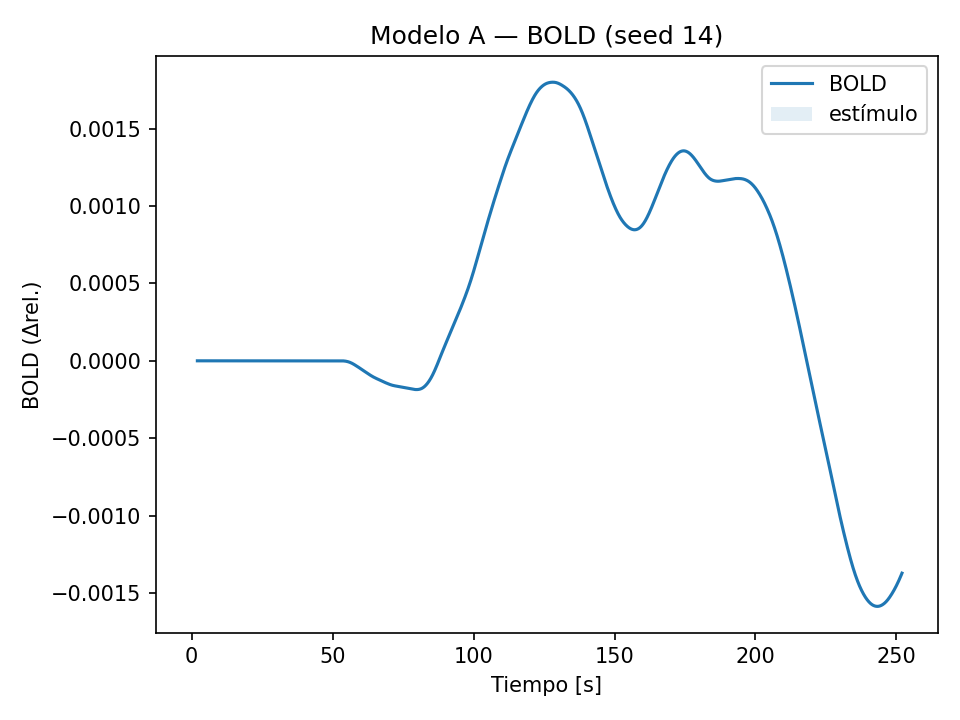 Modelo A — BOLD (seed 14)
BOLD
estímulo
BOLD (Δrel.)
0.0015
0.0010
0.0005
0.0000
−0.0005
−0.0010
−0.0015
0 50 100 150 200 250
Tiempo [s]